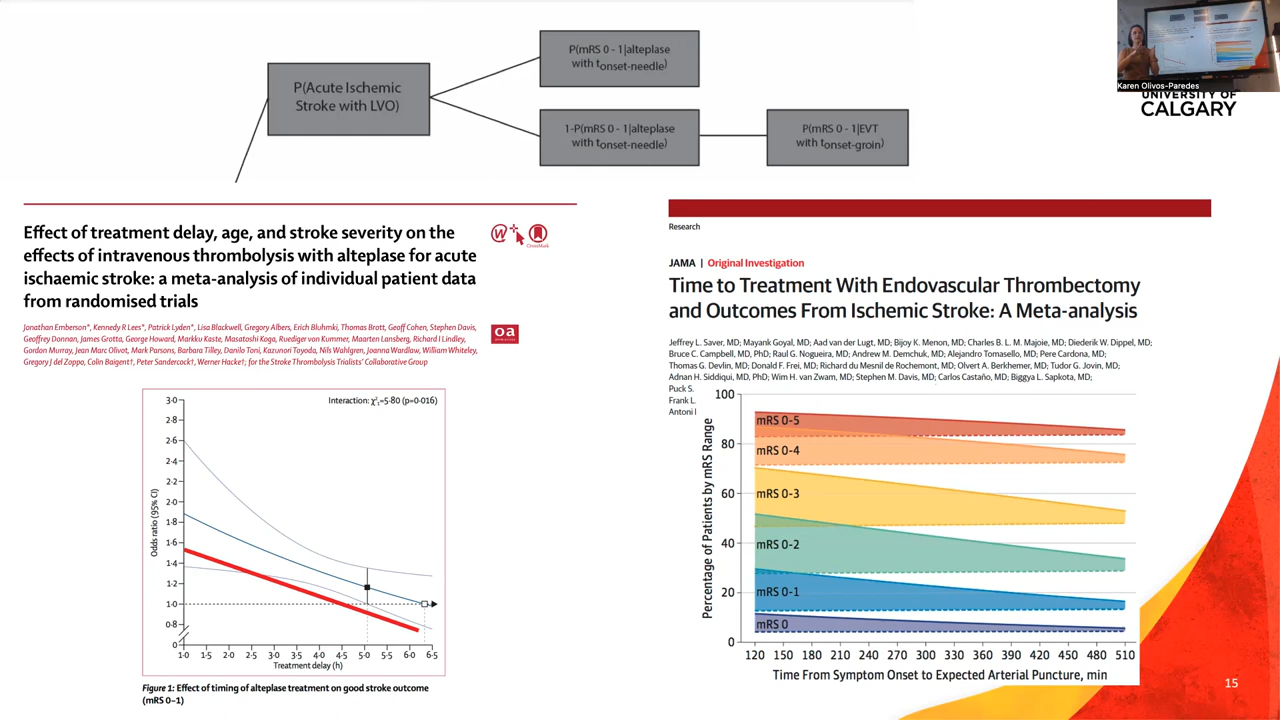 P(Acute Ischemic
Stroke with LVO)
P(mRS 0 - 1|alteplase
with tonset-needle)
1-P(mRS 0 - 1|alteplase
with tonset-needle)
P(mRS 0 - 1|EVT
with tonset-groin)
Karen Olivos-Paredes
UNIVERSITY OF
CALGARY
Effect of treatment delay, age, and stroke severity on the
effects of intravenous thrombolysis with alteplase for acute
ischaemic stroke: a meta-analysis of individual patient data
from randomised trials
CrossMark
Jonathan Emberson*, Kennedy R Lees*, Patrick Lyden*, Lisa Blackwell, Gregory Albers, Erich Bluhmki, Thomas Brott, Geoff Cohen, Stephen Davis,
Geoffrey Donnan, James Grotta, George Howard, Markku Kaste, Masatoshi Koga, Ruediger von Kummer, Maarten Lansberg, Richard I Lindley,
Gordon Murray, Jean Marc Olivot, Mark Parsons, Barbara Tilley, Danilo Toni, Kazunori Toyoda, Nils Wahlgren, Joanna Wardlaw, William Whiteley,
Gregory J del Zoppo, Colin Baigent†, Peter Sandercock†, Werner Hacke†; for the Stroke Thrombolysis Trialists' Collaborative Group
oa
Interaction: χ²₁=5·80 (p=0·016)
Odds ratio (95% CI)
3·0
2·8
2·6
2·4
2·2
2·0
1·8
1·6
1·4
1·2
1·0
0·8
0
1·0 1·5 2·0 2·5 3·0 3·5 4·0 4·5 5·0 5·5 6·0 6·5
Treatment delay (h)
Figure 1: Effect of timing of alteplase treatment on good stroke outcome
(mRS 0–1)
Research
JAMA | Original Investigation
Time to Treatment With Endovascular Thrombectomy
and Outcomes From Ischemic Stroke: A Meta-analysis
Jeffrey L. Saver, MD; Mayank Goyal, MD; Aad van der Lugt, MD; Bijoy K. Menon, MD; Charles B. L. M. Majoie, MD; Diederik W. Dippel, MD;
Bruce C. Campbell, MD, PhD; Raul G. Nogueira, MD; Andrew M. Demchuk, MD; Alejandro Tomasello, MD; Pere Cardona, MD;
Thomas G. Devlin, MD; Donald F. Frei, MD; Richard du Mesnil de Rochemont, MD; Olvert A. Berkhemer, MD; Tudor G. Jovin, MD;
Adnan H. Siddiqui, MD, PhD; Wim H. van Zwam, MD; Stephen M. Davis, MD; Carlos Castaño, MD; Biggya L. Sapkota, MD;
Puck S.
Frank L.
Antoni
Percentage of Patients by mRS Range
100
80
60
40
20
0
mRS 0-5
mRS 0-4
mRS 0-3
mRS 0-2
mRS 0-1
mRS 0
120 150 180 210 240 270 300 330 360 390 420 450 480 510
Time From Symptom Onset to Expected Arterial Puncture, min
15